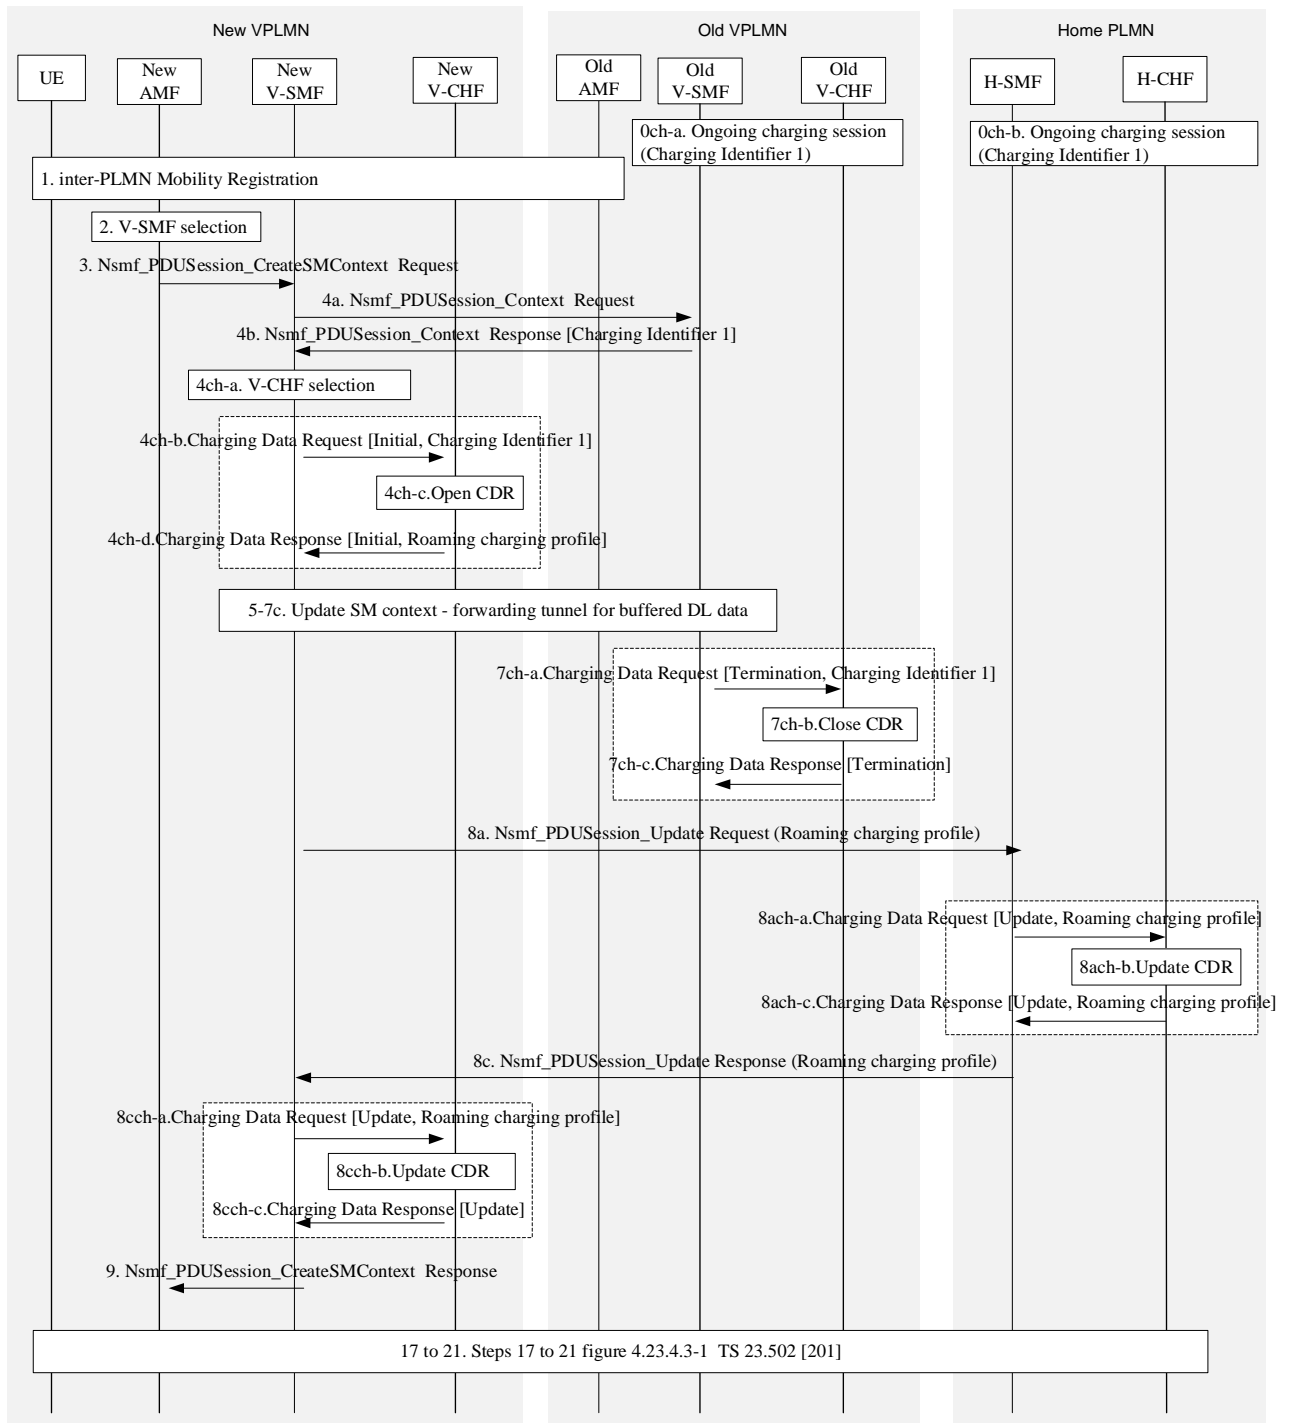 New VPLMN
Old VPLMN
Home PLMN
UE
New
AMF
New
V-SMF
New
V-CHF
Old
AMF
Old
V-SMF
Old
V-CHF
H-SMF
H-CHF
0ch-a. Ongoing charging session
(Charging Identifier 1)
0ch-b. Ongoing charging session
(Charging Identifier 1)
1. inter-PLMN Mobility Registration
2. V-SMF selection
3. Nsmf_PDUSession_CreateSMContext Request
4a. Nsmf_PDUSession_Context Request
4b. Nsmf_PDUSession_Context Response [Charging Identifier 1]
4ch-a. V-CHF selection
4ch-b.Charging Data Request [Initial, Charging Identifier 1]
4ch-c.Open CDR
4ch-d.Charging Data Response [Initial, Roaming charging profile]
5-7c. Update SM context - forwarding tunnel for buffered DL data
7ch-a.Charging Data Request [Termination, Charging Identifier 1]
7ch-b.Close CDR
7ch-c.Charging Data Response [Termination]
8a. Nsmf_PDUSession_Update Request (Roaming charging profile)
8ach-a.Charging Data Request [Update, Roaming charging profile]
8ach-b.Update CDR
8ach-c.Charging Data Response [Update, Roaming charging profile]
8c. Nsmf_PDUSession_Update Response (Roaming charging profile)
8cch-a.Charging Data Request [Update, Roaming charging profile]
8cch-b.Update CDR
8cch-c.Charging Data Response [Update]
9. Nsmf_PDUSession_CreateSMContext Response
17 to 21. Steps 17 to 21 figure 4.23.4.3-1 TS 23.502 [201]